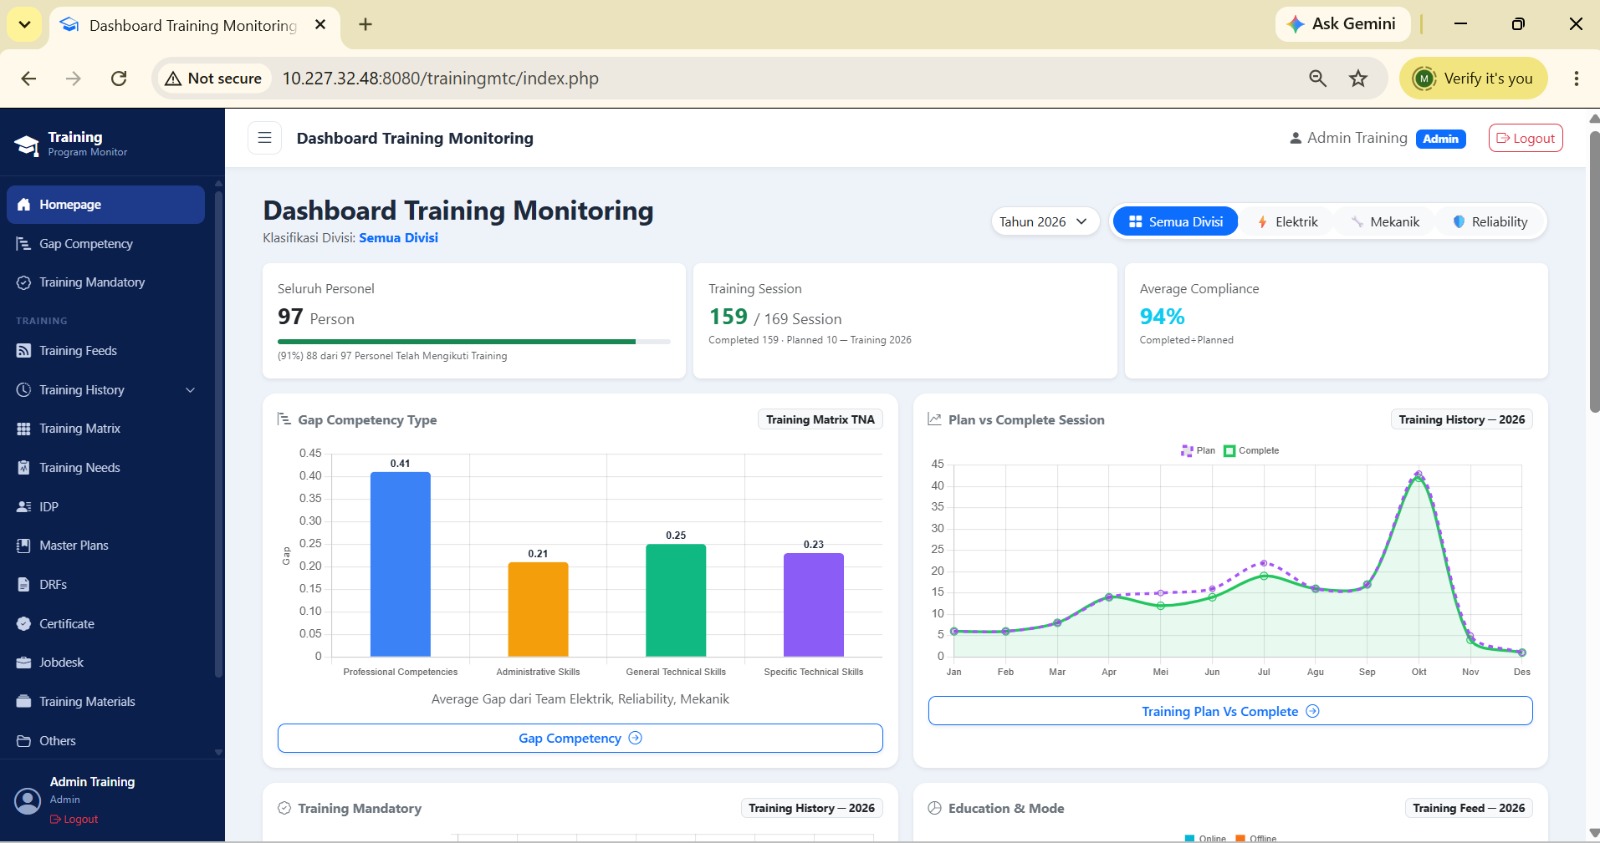 Dashboard Training Monitoring
Ask Gemini
Not secure
10.227.32.48:8080/trainingmtc/index.php
M
Verify it's you
Training
Program Monitor
Homepage
Gap Competency
Training Mandatory
TRAINING
Training Feeds
Training History
Training Matrix
Training Needs
IDP
Master Plans
DRFs
Certificate
Jobdesk
Training Materials
Others
Admin Training
Admin
Logout
Dashboard Training Monitoring
Admin Training
Admin
Logout
Dashboard Training Monitoring
Klasifikasi Divisi: Semua Divisi
Tahun 2026
Semua Divisi
Elektrik
Mekanik
Reliability
Seluruh Personel
97 Person
(91%) 88 dari 97 Personel Telah Mengikuti Training
Training Session
159 / 169 Session
Completed 159 · Planned 10 — Training 2026
Average Compliance
94%
Completed÷Planned
Gap Competency Type
Training Matrix TNA
0.45
0.40
0.35
0.30
0.25
0.20
0.15
0.10
0.05
0
Gap
0.41
0.21
0.25
0.23
Professional Competencies
Administrative Skills
General Technical Skills
Specific Technical Skills
Average Gap dari Team Elektrik, Reliability, Mekanik
Gap Competency
Plan vs Complete Session
Training History — 2026
Plan
Complete
45
40
35
30
25
20
15
10
5
0
Jan
Feb
Mar
Apr
Mei
Jun
Jul
Agu
Sep
Okt
Nov
Des
Training Plan Vs Complete
Training Mandatory
Training History — 2026
Education & Mode
Training Feed — 2026
Online
Offline